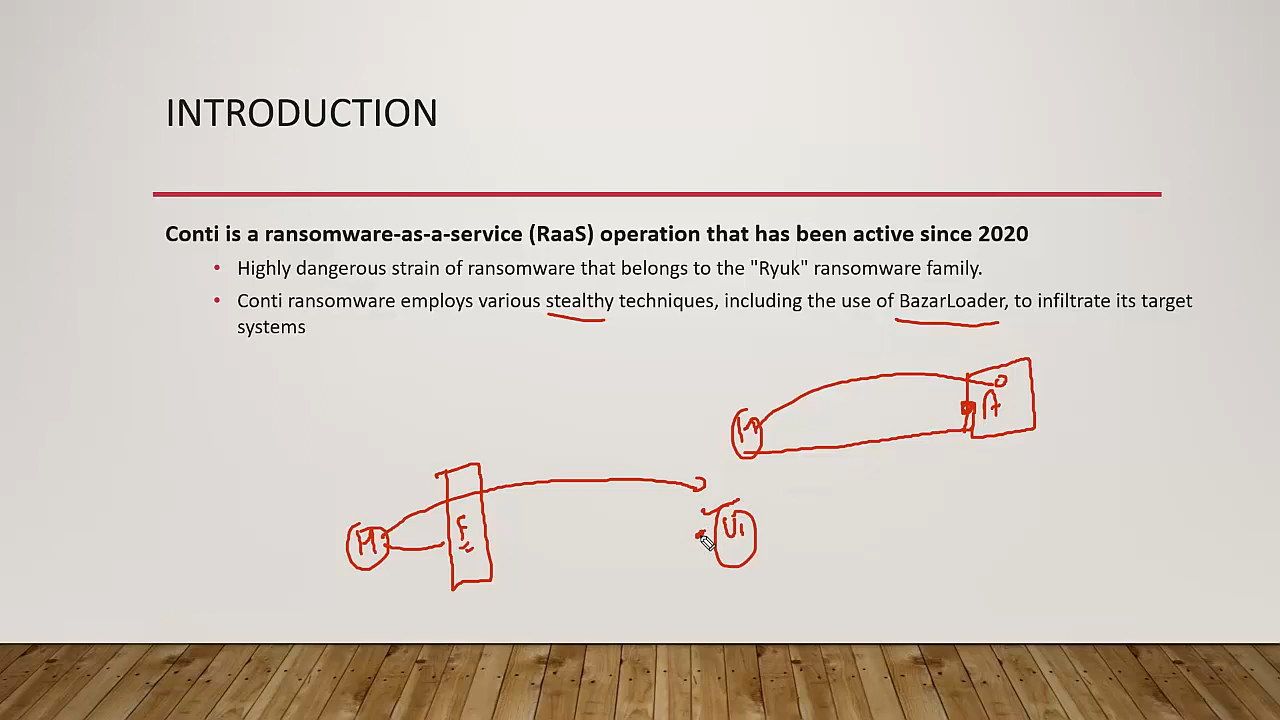 INTRODUCTION
Conti is a ransomware-as-a-service (RaaS) operation that has been active since 2020
• Highly dangerous strain of ransomware that belongs to the "Ryuk" ransomware family.
• Conti ransomware employs various stealthy techniques, including the use of BazarLoader, to infiltrate its target
systems
A
F